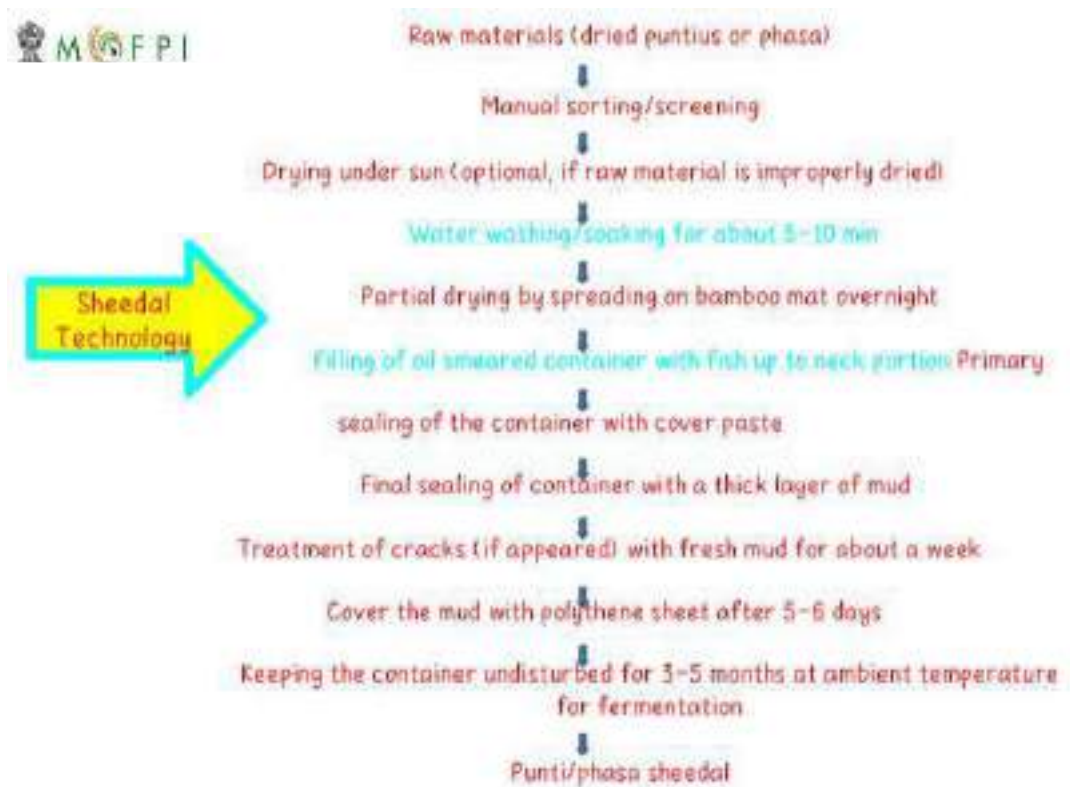 MOFPI
Raw materials (dried puntius or phasa)
Manual sorting/screening
Drying under sun (optional, if raw material is improperly dried)
Water washing/soaking for about 5-10 min
Partial drying by spreading on bamboo mat overnight
Sheedal
Technology
Filling of oil smeared container with fish up to neck portion Primary
sealing of the container with cover paste
Final sealing of container with a thick layer of mud
Treatment of cracks (if appeared) with fresh mud for about a week
Cover the mud with polythene sheet after 5-6 days
Keeping the container undisturbed for 3-5 months at ambient temperature
for fermentation
Punti/phasa sheedal